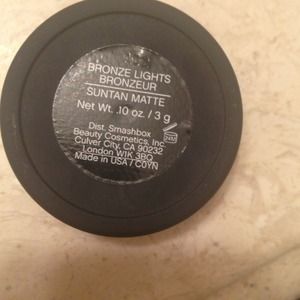 BRONZE LIGHTS
BRONZEUR
SUNTAN MATTE
Net Wt. .10 oz. / 3 g
Dist. Smashbox
Beauty Cosmetics, Inc.
Culver City, CA 90232
London W1K 3BQ
Made in USA / C0YN